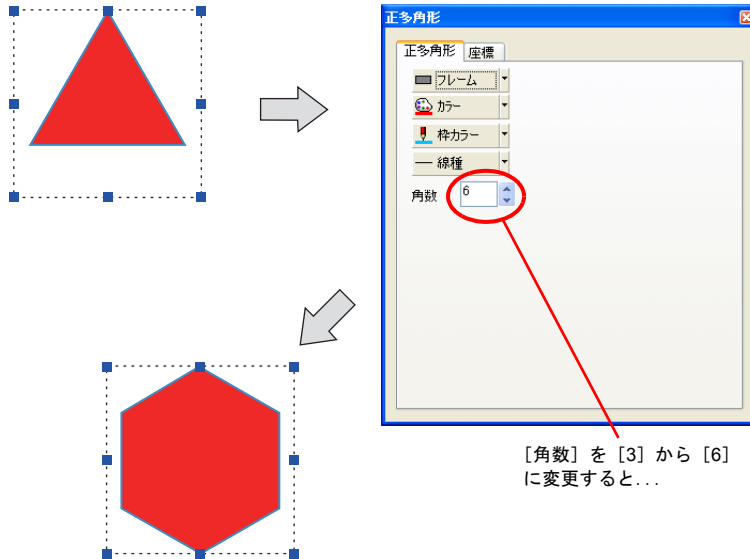 正多角形
正多角形 座標
フレーム
カラー
枠カラー
線種
角数 6
［角数］を［3］から［6］
に変更すると...